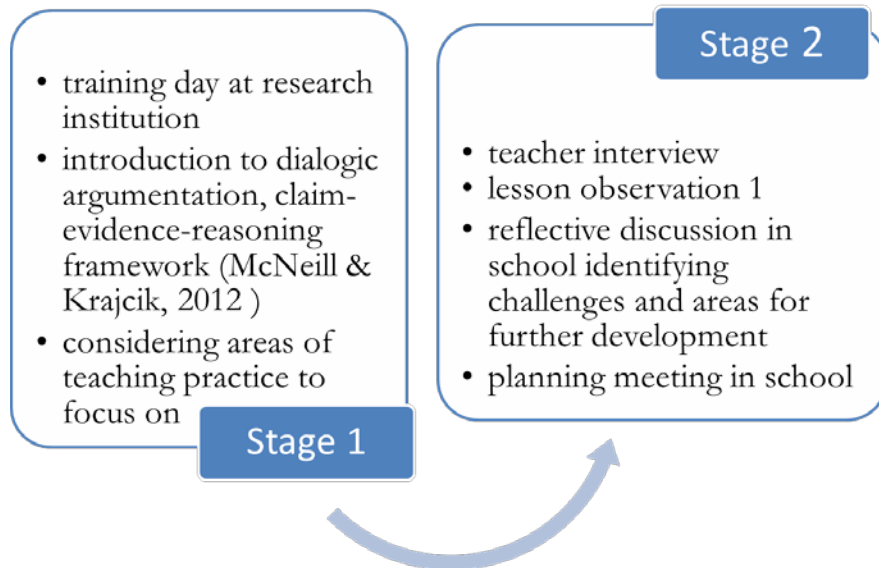 • training day at research
institution
• introduction to dialogic
argumentation, claim-
evidence-reasoning
framework (McNeill &
Krajcik, 2012 )
• considering areas of
teaching practice to
focus on
Stage 1
Stage 2
• teacher interview
• lesson observation 1
• reflective discussion in
school identifying
challenges and areas for
further development
• planning meeting in school